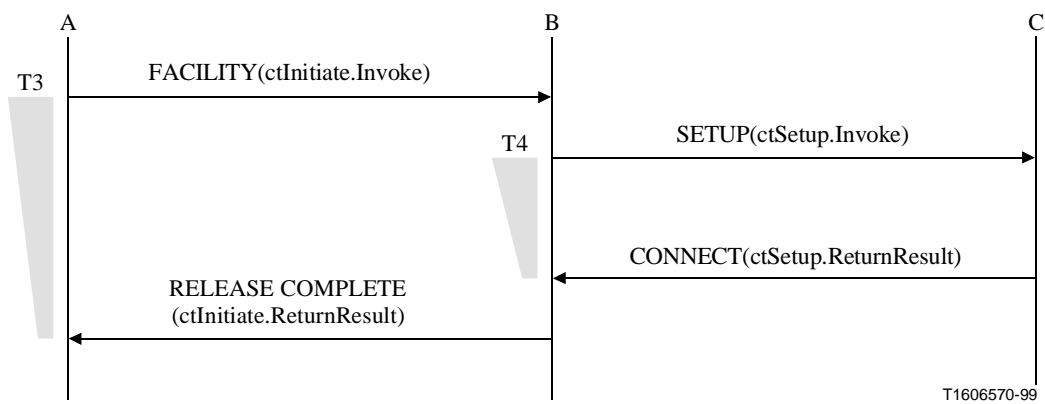 A
B
C
T3
FACILITY(ctInitiate.Invoke)
T4
SETUP(ctSetup.Invoke)
CONNECT(ctSetup.ReturnResult)
RELEASE COMPLETE
(ctInitiate.ReturnResult)
T1606570-99